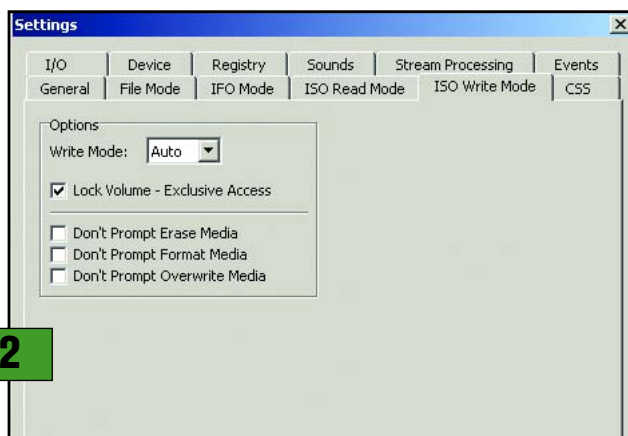 Settings
I/O Device Registry Sounds Stream Processing Events
General File Mode IFO Mode ISO Read Mode ISO Write Mode CSS
Options
Write Mode: Auto
Lock Volume - Exclusive Access
Don't Prompt Erase Media
Don't Prompt Format Media
Don't Prompt Overwrite Media
2